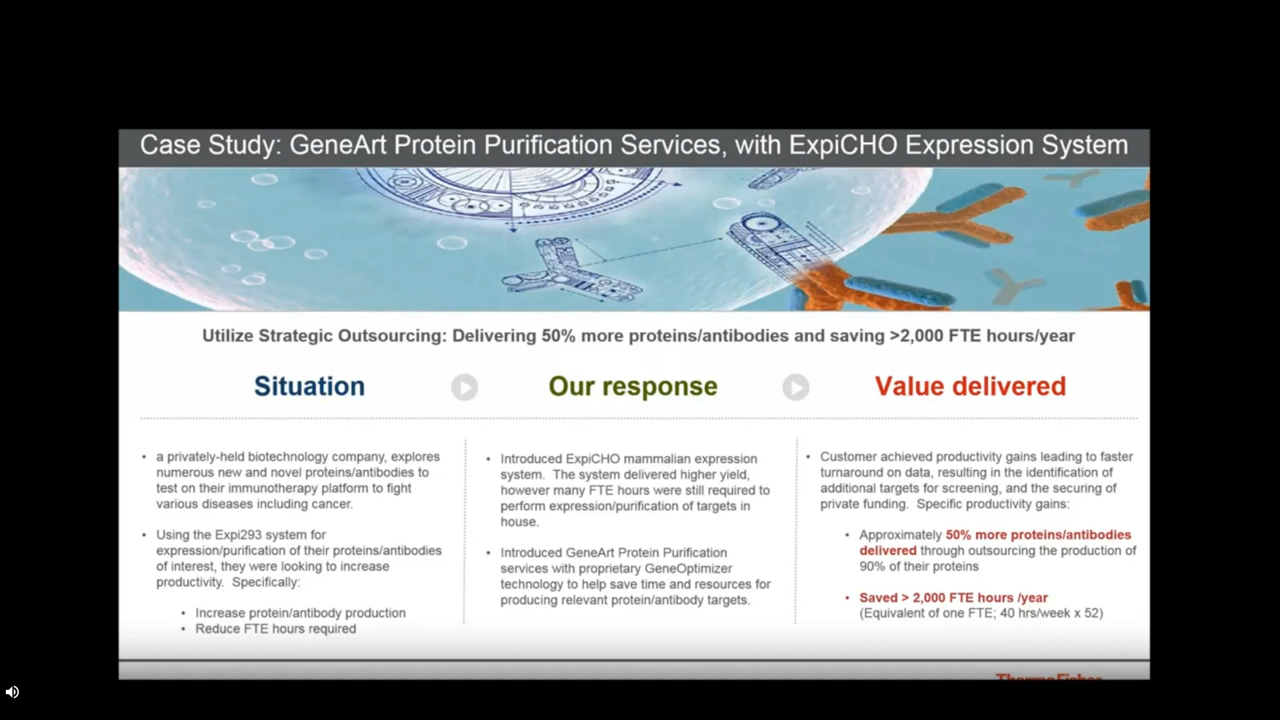 Case Study: GeneArt Protein Purification Services, with ExpiCHO Expression System
Utilize Strategic Outsourcing: Delivering 50% more proteins/antibodies and saving >2,000 FTE hours/year
Situation
Our response
Value delivered
• a privately-held biotechnology company, explores
numerous new and novel proteins/antibodies to
test on their immunotherapy platform to fight
various diseases including cancer.
• Using the Expi293 system for
expression/purification of their proteins/antibodies
of interest, they were looking to increase
productivity. Specifically:
• Increase protein/antibody production
• Reduce FTE hours required
• Introduced ExpiCHO mammalian expression
system. The system delivered higher yield,
however many FTE hours were still required to
perform expression/purification of targets in
house.
• Introduced GeneArt Protein Purification
services with proprietary GeneOptimizer
technology to help save time and resources for
producing relevant protein/antibody targets.
• Customer achieved productivity gains leading to faster
turnaround on data, resulting in the identification of
additional targets for screening, and the securing of
private funding. Specific productivity gains:
• Approximately 50% more proteins/antibodies
delivered through outsourcing the production of
90% of their proteins
• Saved > 2,000 FTE hours /year
(Equivalent of one FTE; 40 hrs/week x 52)
ThermoFisher